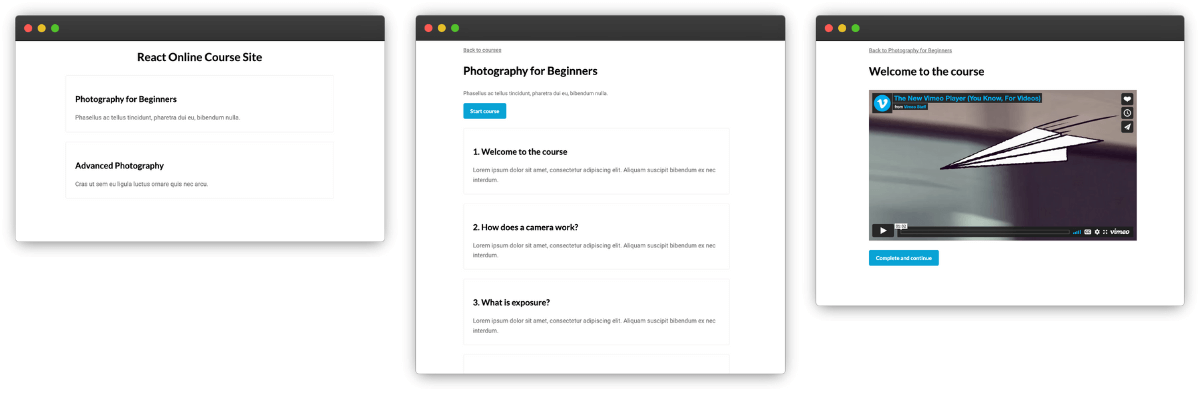 React Online Course Site
Photography for Beginners
Phasellus ac tellus tincidunt, pharetra dui eu, bibendum nulla.
Advanced Photography
Cras ut sem eu ligula luctus ornare quis nec arcu.
Back to courses
Photography for Beginners
Phasellus ac tellus tincidunt, pharetra dui eu, bibendum nulla.
Start course
1. Welcome to the course
Lorem ipsum dolor sit amet, consectetur adipiscing elit. Aliquam suscipit bibendum ex nec
interdum.
2. How does a camera work?
Lorem ipsum dolor sit amet, consectetur adipiscing elit. Aliquam suscipit bibendum ex nec
interdum.
3. What is exposure?
Lorem ipsum dolor sit amet, consectetur adipiscing elit. Aliquam suscipit bibendum ex nec
interdum.
Back to Photography for Beginners
Welcome to the course
The New Vimeo Player (You Know, For Videos)
from Vimeo Staff
CC vimeo
Complete and continue